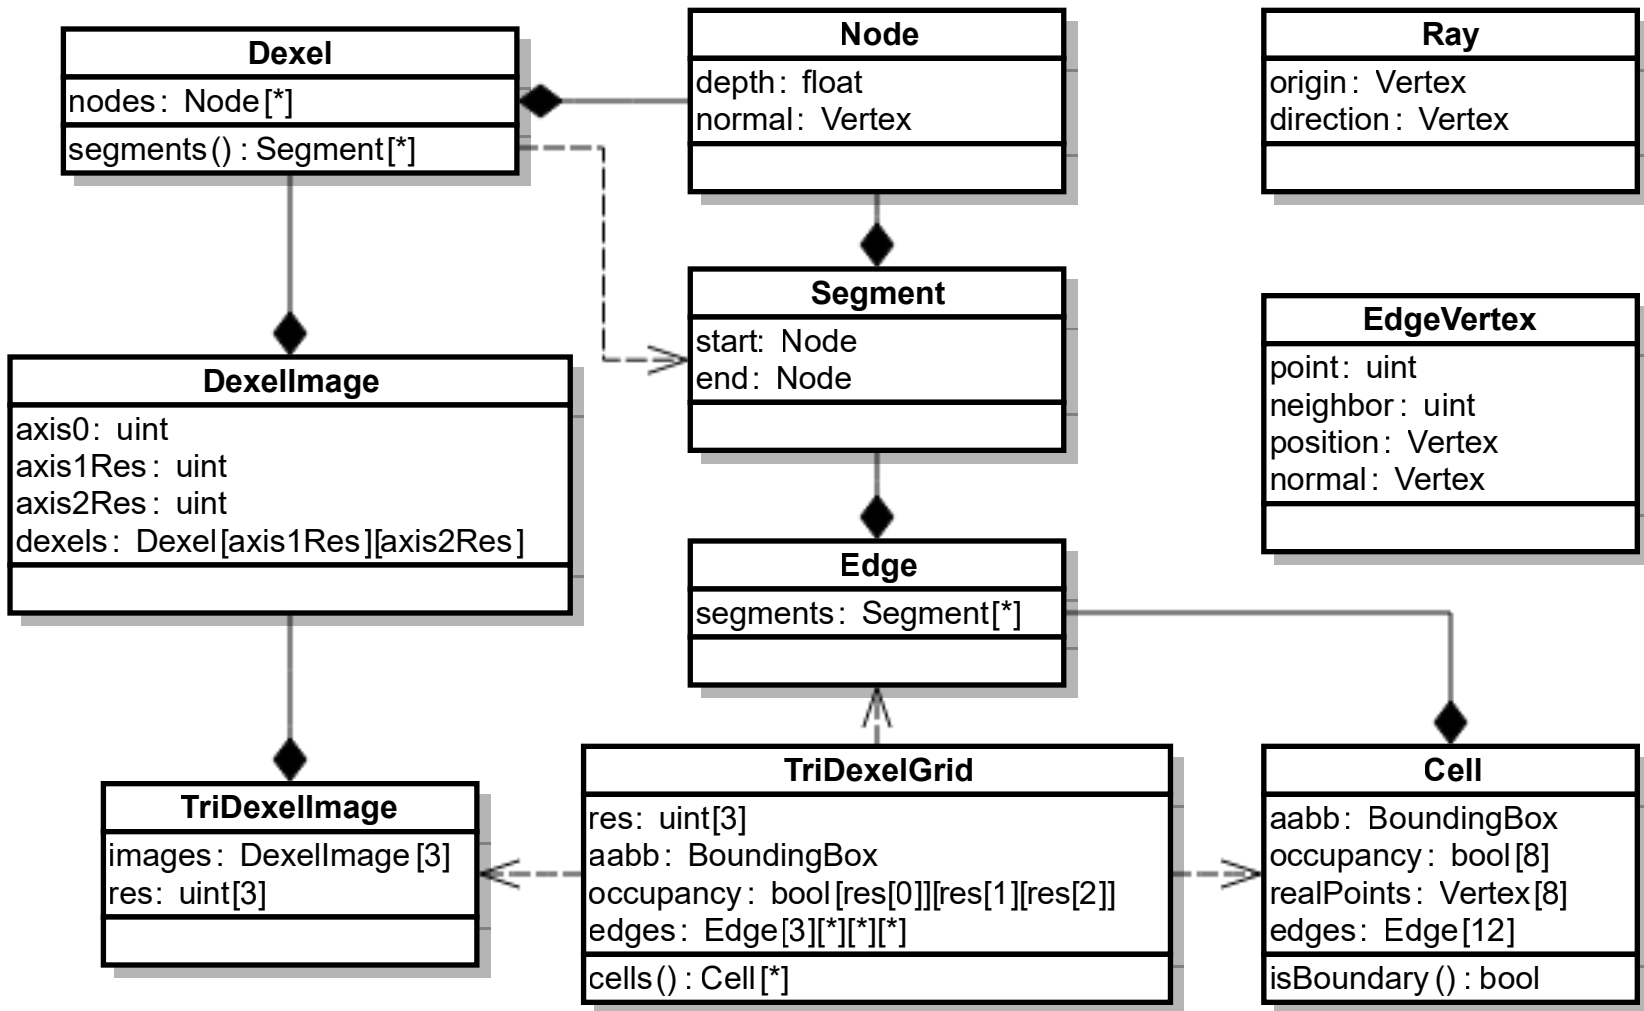 Dexel
nodes: Node[*]
segments() : Segment[*]
Node
depth: float
normal: Vertex
Ray
origin: Vertex
direction: Vertex
Segment
start: Node
end: Node
EdgeVertex
point: uint
neighbor: uint
position: Vertex
normal: Vertex
DexelImage
axis0: uint
axis1Res: uint
axis2Res: uint
dexels: Dexel[axis1Res][axis2Res]
Edge
segments: Segment[*]
TriDexelImage
images: DexelImage[3]
res: uint[3]
TriDexelGrid
res: uint[3]
aabb: BoundingBox
occupancy: bool[res[0]][res[1][res[2]]
edges: Edge[3][*][*][*]
cells() : Cell[*]
Cell
aabb: BoundingBox
occupancy: bool[8]
realPoints: Vertex[8]
edges: Edge[12]
isBoundary() : bool